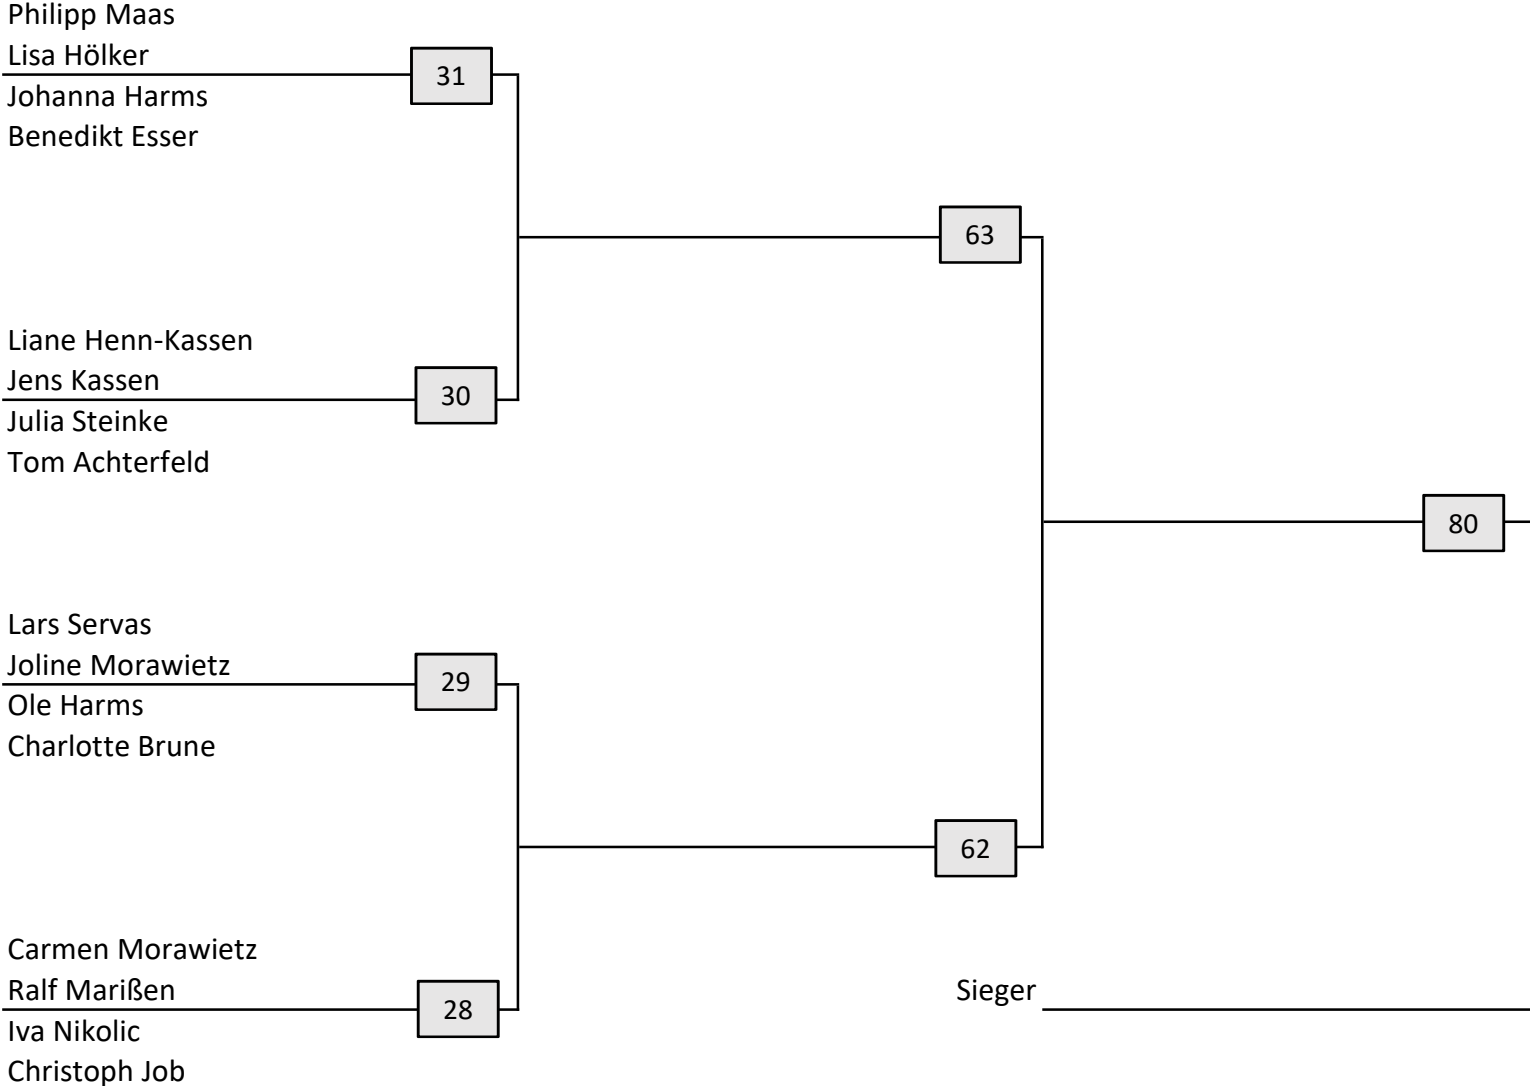 Philipp Maas
Lisa Hölker
31
Johanna Harms
Benedikt Esser
63
Liane Henn-Kassen
Jens Kassen
30
Julia Steinke
Tom Achterfeld
80
Lars Servas
Joline Morawietz
29
Ole Harms
Charlotte Brune
62
Carmen Morawietz
Ralf Marißen
Sieger
28
Iva Nikolic
Christoph Job